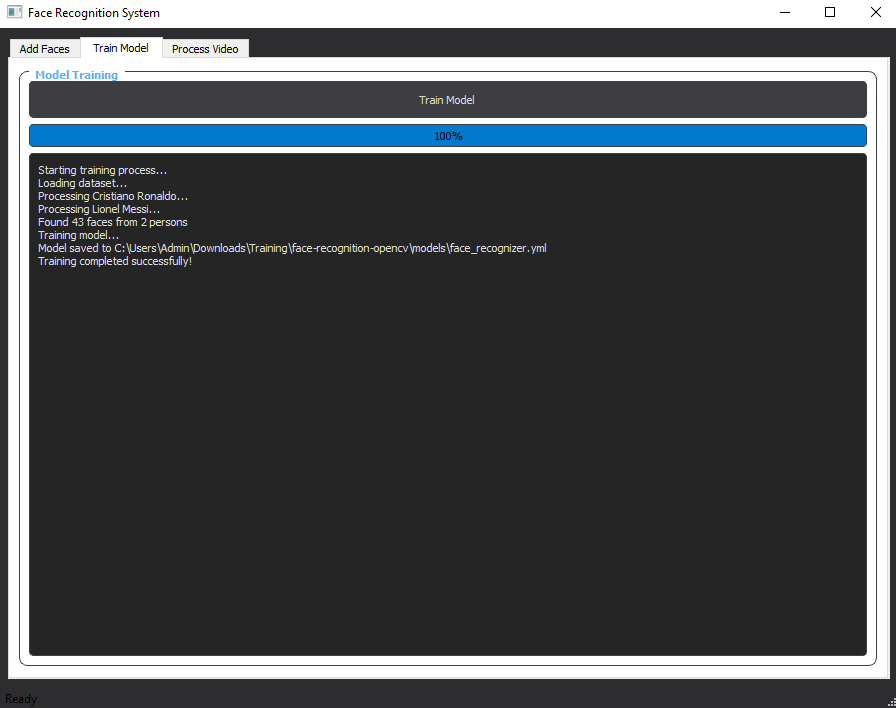 Face Recognition System
Add Faces Train Model Process Video
Model Training
Train Model
100%
Starting training process...
Loading dataset...
Processing Cristiano Ronaldo...
Processing Lionel Messi...
Found 43 faces from 2 persons
Training model...
Model saved to C:\Users\Admin\Downloads\Training\face-recognition-opencv\models\face_recognizer.yml
Training completed successfully!
Ready